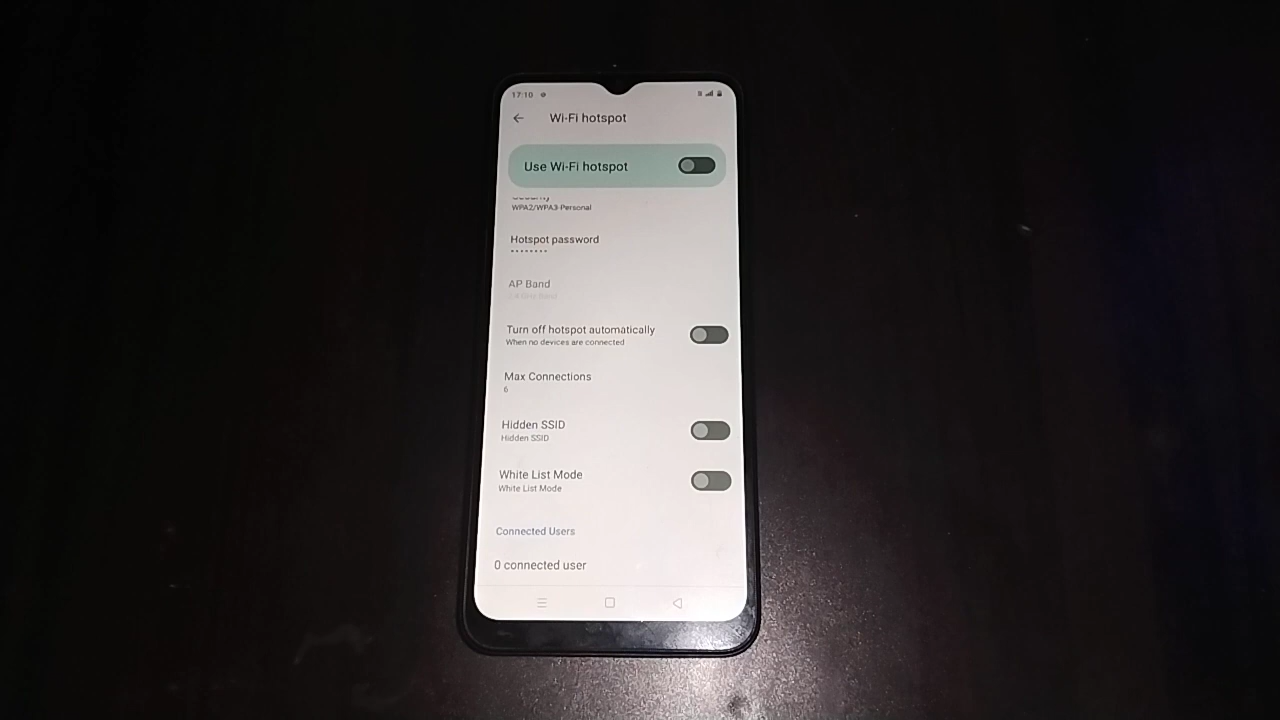 17:10
Wi-Fi hotspot
Use Wi-Fi hotspot
Security
WPA2/WPA3-Personal
Hotspot password
••••••••
AP Band
Turn off hotspot automatically
When no devices are connected
Max Connections
6
Hidden SSID
Hidden SSID
White List Mode
White List Mode
Connected Users
0 connected user